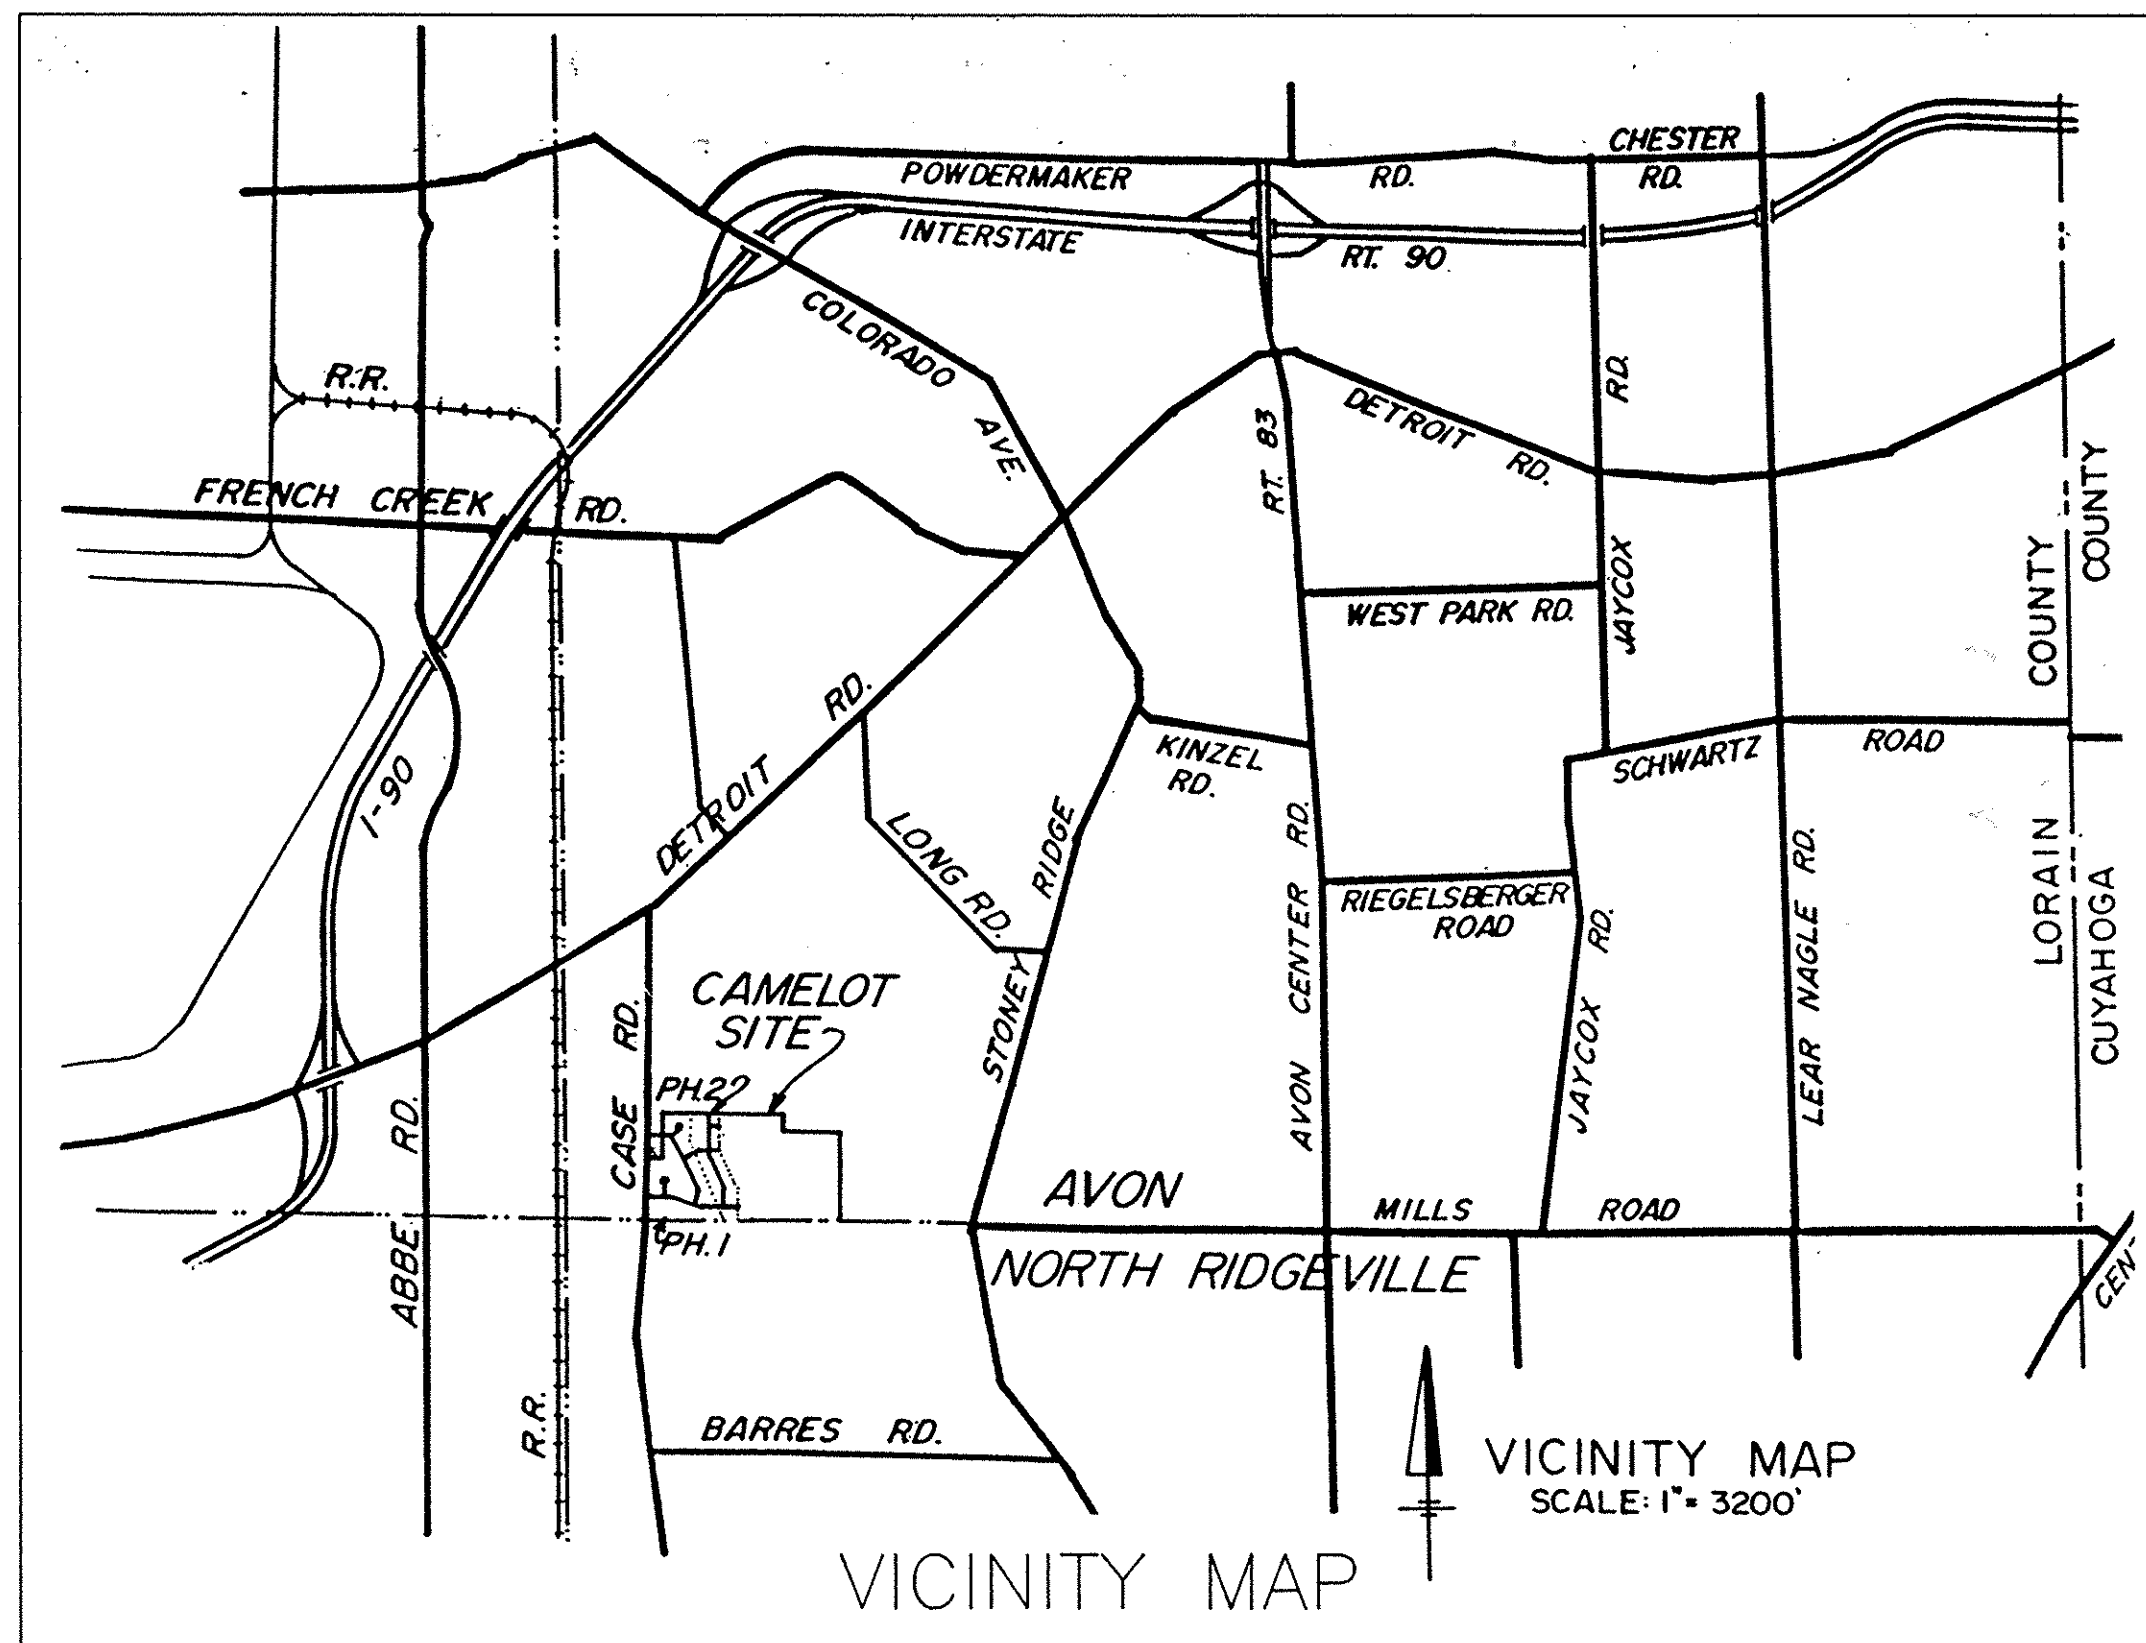 CHESTER
RD.
POWDERMAKER
RD.
INTERSTATE
RT. 90
COLORADO
AVE.
R.R.
RD.
JAYCOX
RT. 83
DETROIT
RD.
FRENCH CREEK
RD.
COUNTY
COUNTY
WEST PARK RD.
DETROIT
RD.
I-90
KINZEL
RD.
SCHWARTZ
ROAD
LONG RD.
STONEY
RIDGE
AVON CENTER RD.
RIEGELSBERGER
ROAD
JAYCOX
RD.
LEAR NAGLE RD.
LORAIN
CUYAHOGA
CAMELOT
SITE
CASE RD.
PH.2
PH.1
ABBE RD.
AVON
MILLS
ROAD
NORTH RIDGEVILLE
CEN-
R.R.
BARRES RD.
VICINITY MAP
SCALE: 1"= 3200'
VICINITY MAP